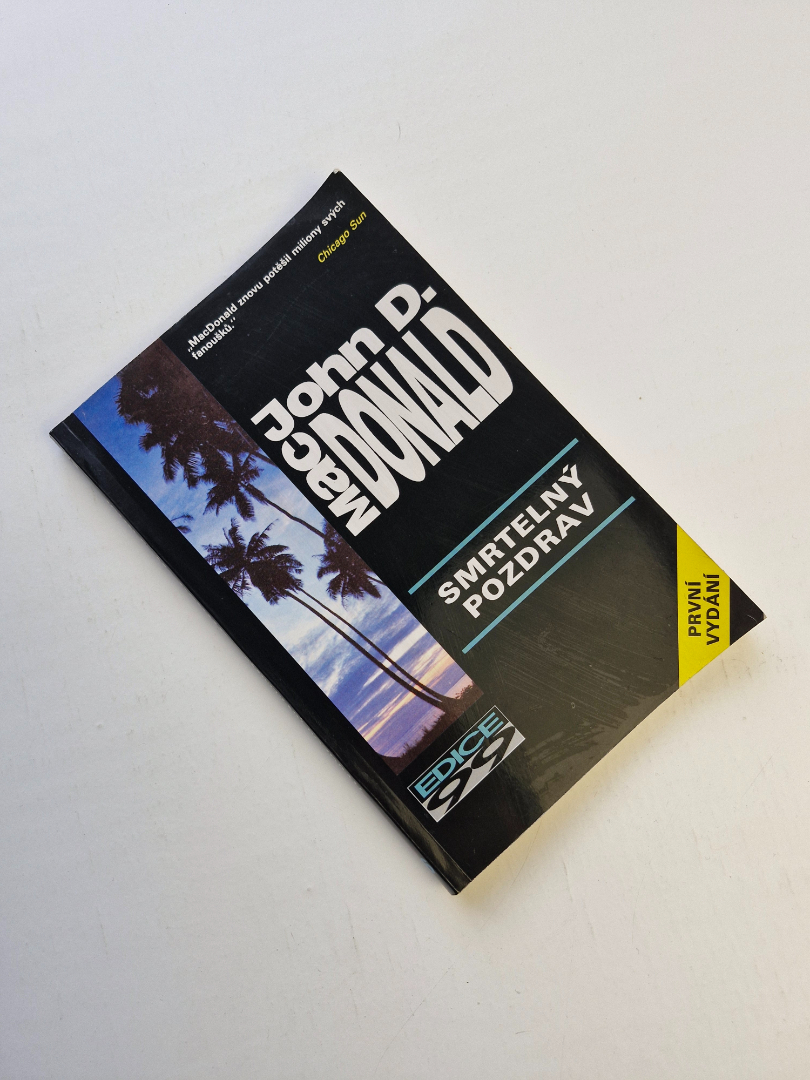 „MacDonald znovu potěšil miliony svých
fanoušků.“
Chicago Sun
John D.
MacDONALD
SMRTELNÝ
POZDRAV
PRVNÍ
VYDÁNÍ
EDICE
99